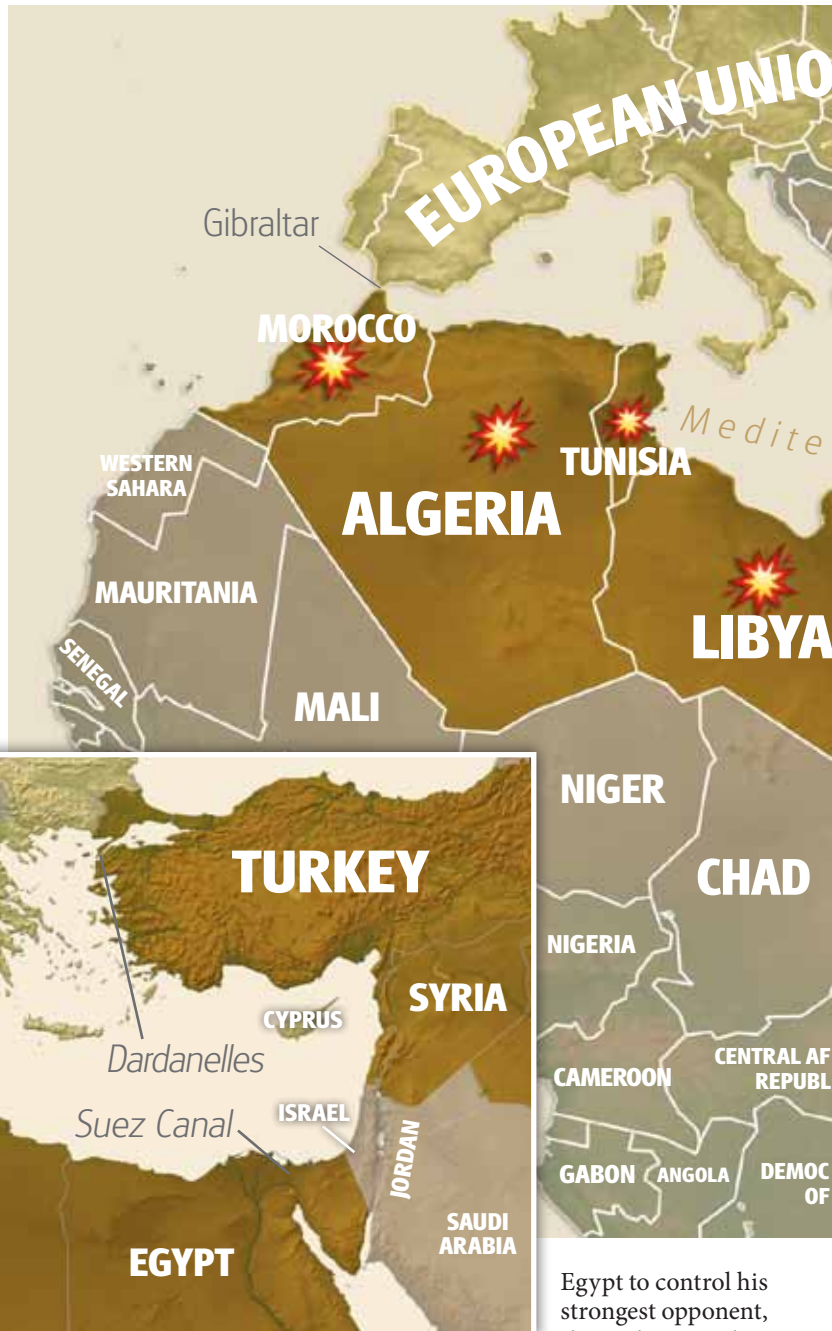 EUROPEAN UNIO
Gibraltar
MOROCCO
Medite
TUNISIA
WESTERN
SAHARA
ALGERIA
MAURITANIA
LIBYA
SENEGAL
MALI
NIGER
CHAD
NIGERIA
CAMEROON
CENTRAL AF
REPUBL
GABON
ANGOLA
DEMOC
OF
TURKEY
SYRIA
CYPRUS
Dardanelles
ISRAEL
Suez Canal
JORDAN
SAUDI
ARABIA
EGYPT
Egypt to control his
strongest opponent,